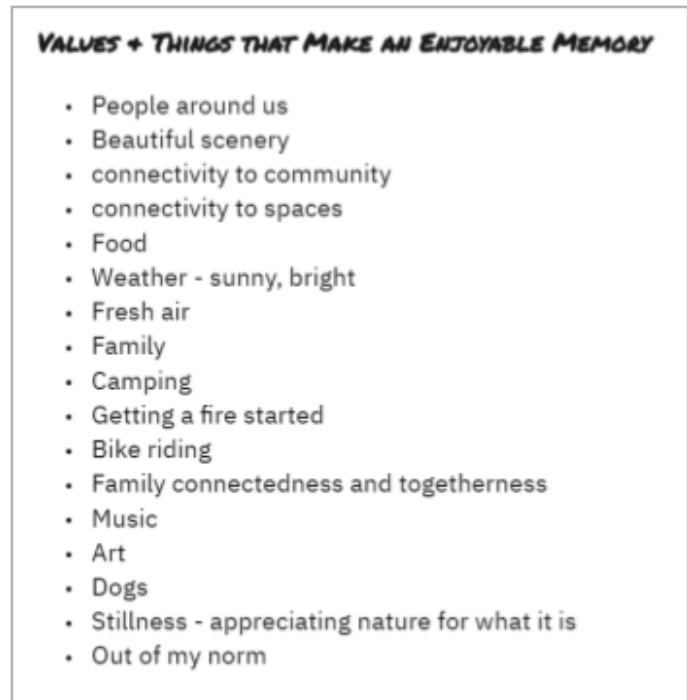 VALUES + THINGS THAT MAKE AN ENJOYABLE MEMORY
• People around us
• Beautiful scenery
• connectivity to community
• connectivity to spaces
• Food
• Weather - sunny, bright
• Fresh air
• Family
• Camping
• Getting a fire started
• Bike riding
• Family connectedness and togetherness
• Music
• Art
• Dogs
• Stillness - appreciating nature for what it is
• Out of my norm